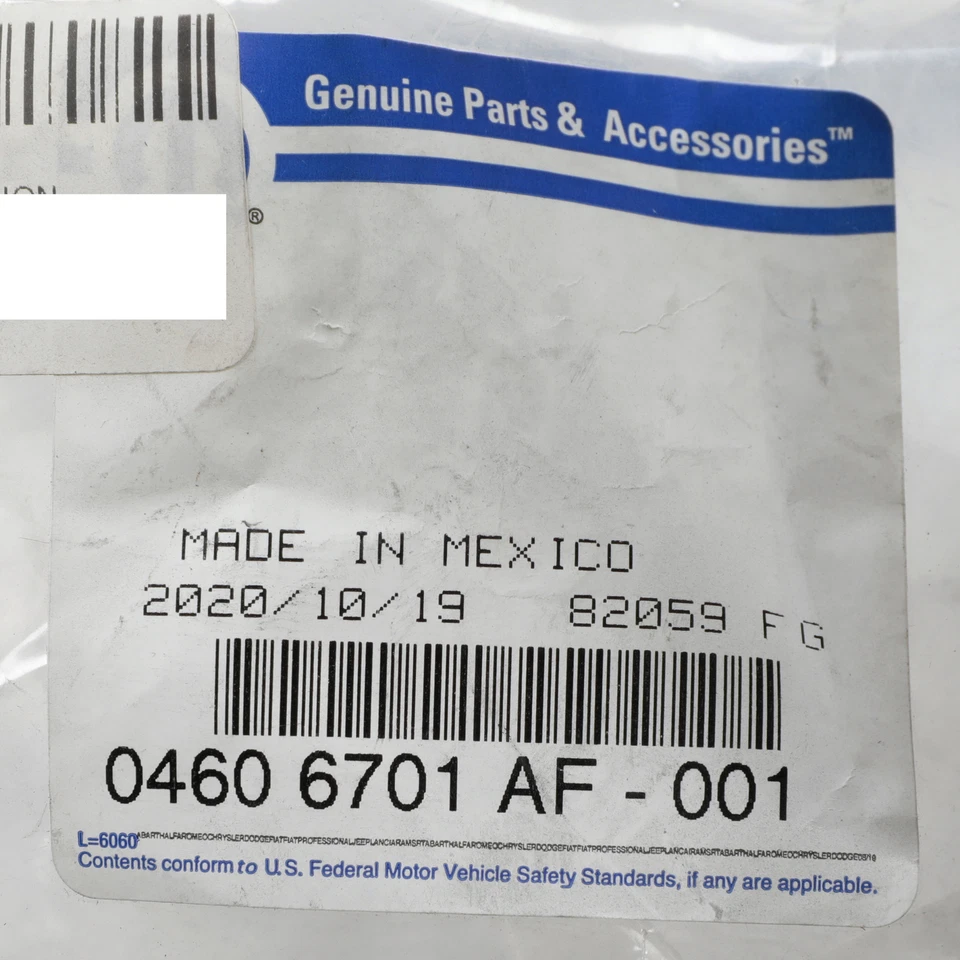 Genuine Parts & Accessories™
®
MADE IN MEXICO
2020/10/19 82059 FG
0460 6701 AF - 001
L=6060
Contents conform to U.S. Federal Motor Vehicle Safety Standards, if any are applicable.